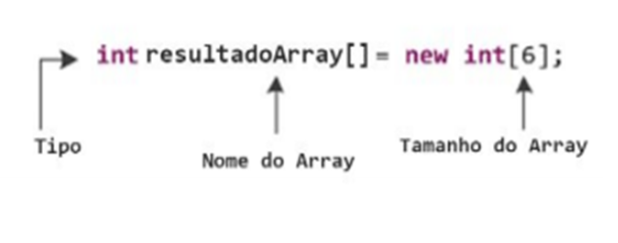 int resultadoArray[]= new int[6];
Tipo
Nome do Array
Tamanho do Array